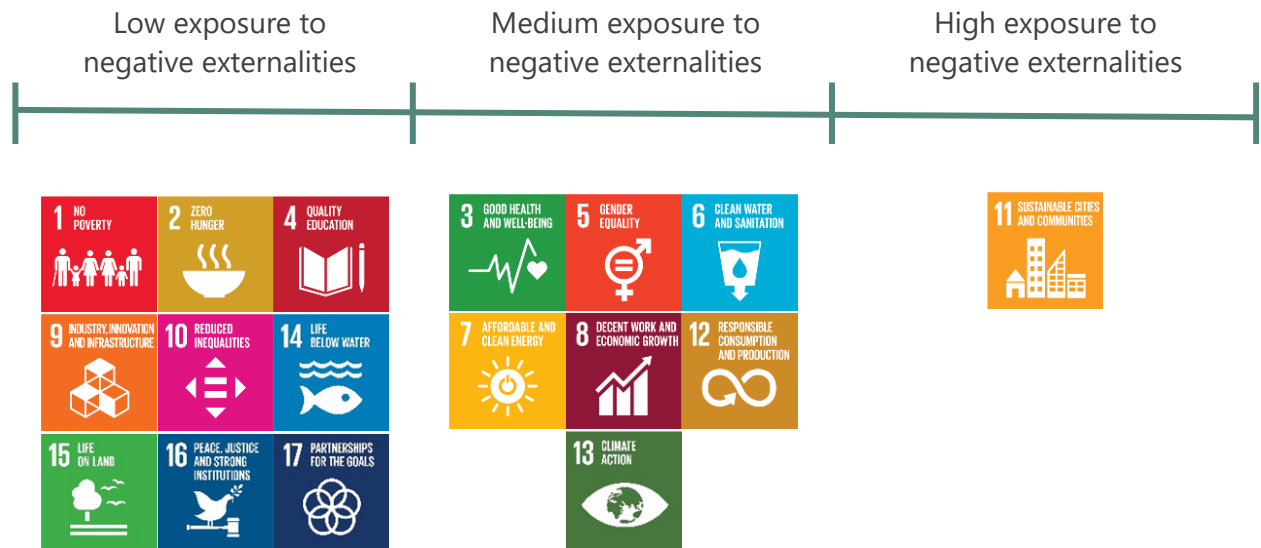 Low exposure to
negative externalities
Medium exposure to
negative externalities
High exposure to
negative externalities
1 NO
POVERTY
2 ZERO
HUNGER
4 QUALITY
EDUCATION
9 INDUSTRY, INNOVATION
AND INFRASTRUCTURE
10 REDUCED
INEQUALITIES
14 LIFE
BELOW WATER
15 LIFE
ON LAND
16 PEACE, JUSTICE
AND STRONG
INSTITUTIONS
17 PARTNERSHIPS
FOR THE GOALS
3 GOOD HEALTH
AND WELL-BEING
5 GENDER
EQUALITY
6 CLEAN WATER
AND SANITATION
7 AFFORDABLE AND
CLEAN ENERGY
8 DECENT WORK AND
ECONOMIC GROWTH
12 RESPONSIBLE
CONSUMPTION
AND PRODUCTION
13 CLIMATE
ACTION
11 SUSTAINABLE CITIES
AND COMMUNITIES